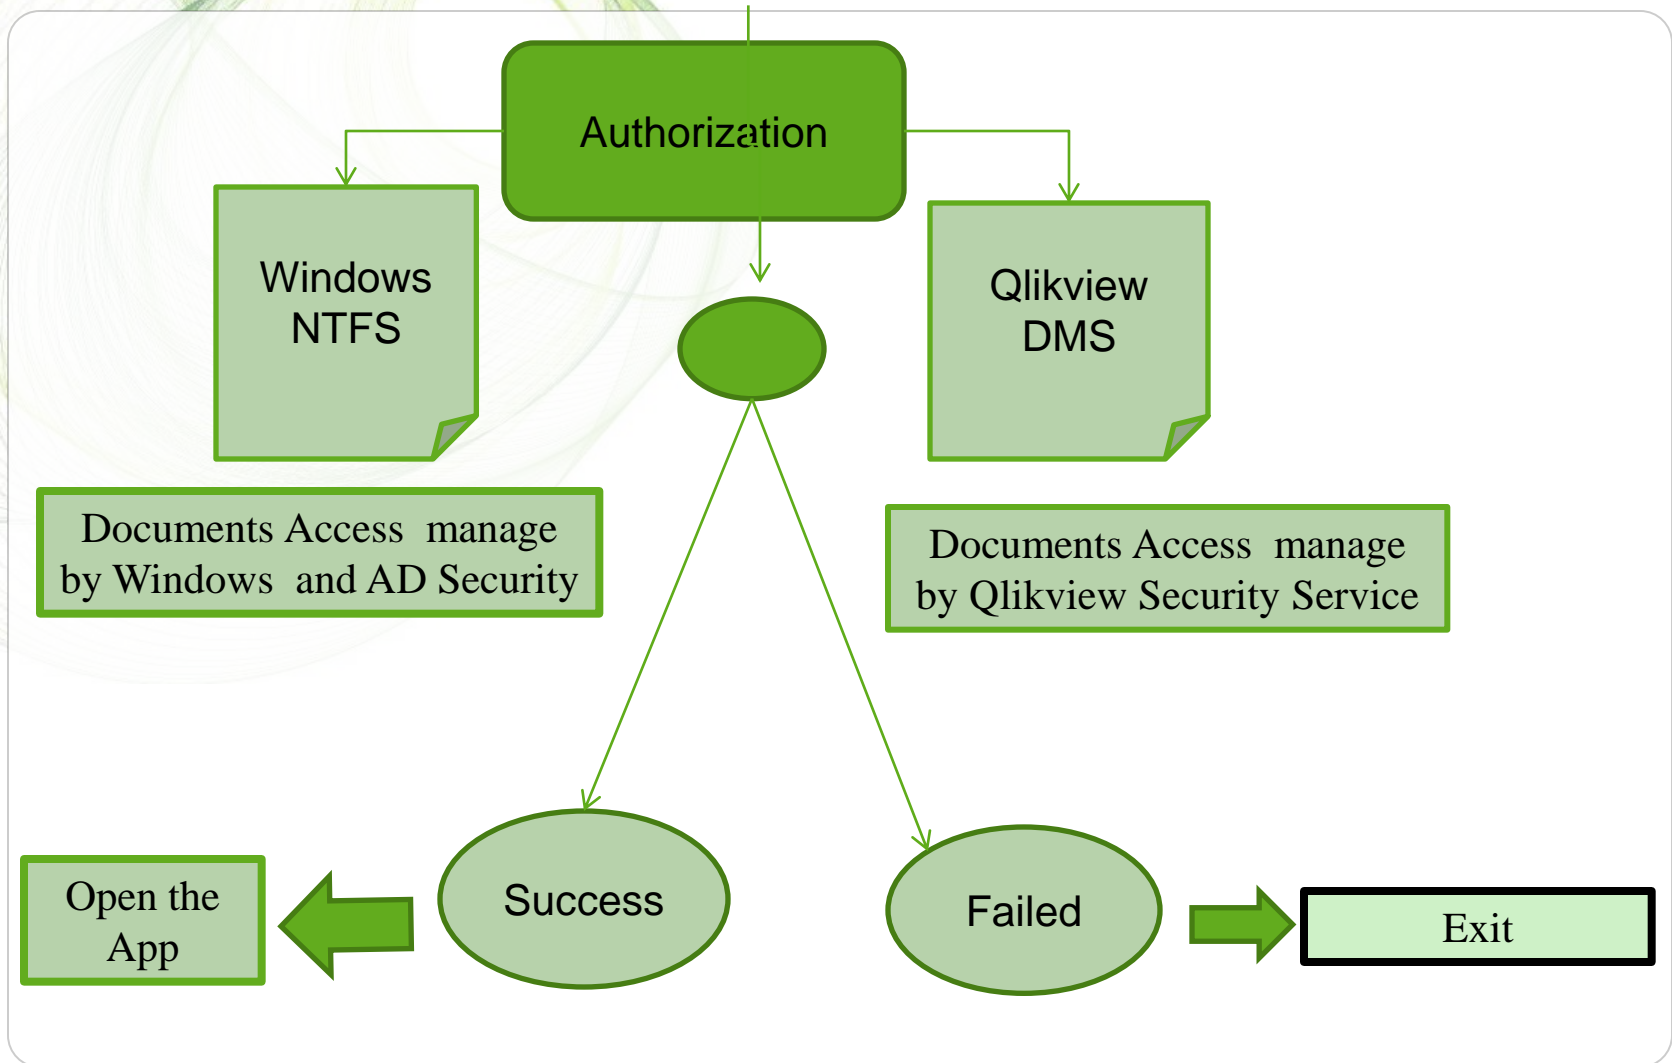 Authorization
Windows
NTFS
Qlikview
DMS
Documents Access  manage
by Windows  and AD Security
Documents Access  manage
by Qlikview Security Service
Success
Failed
Open the
App
Exit